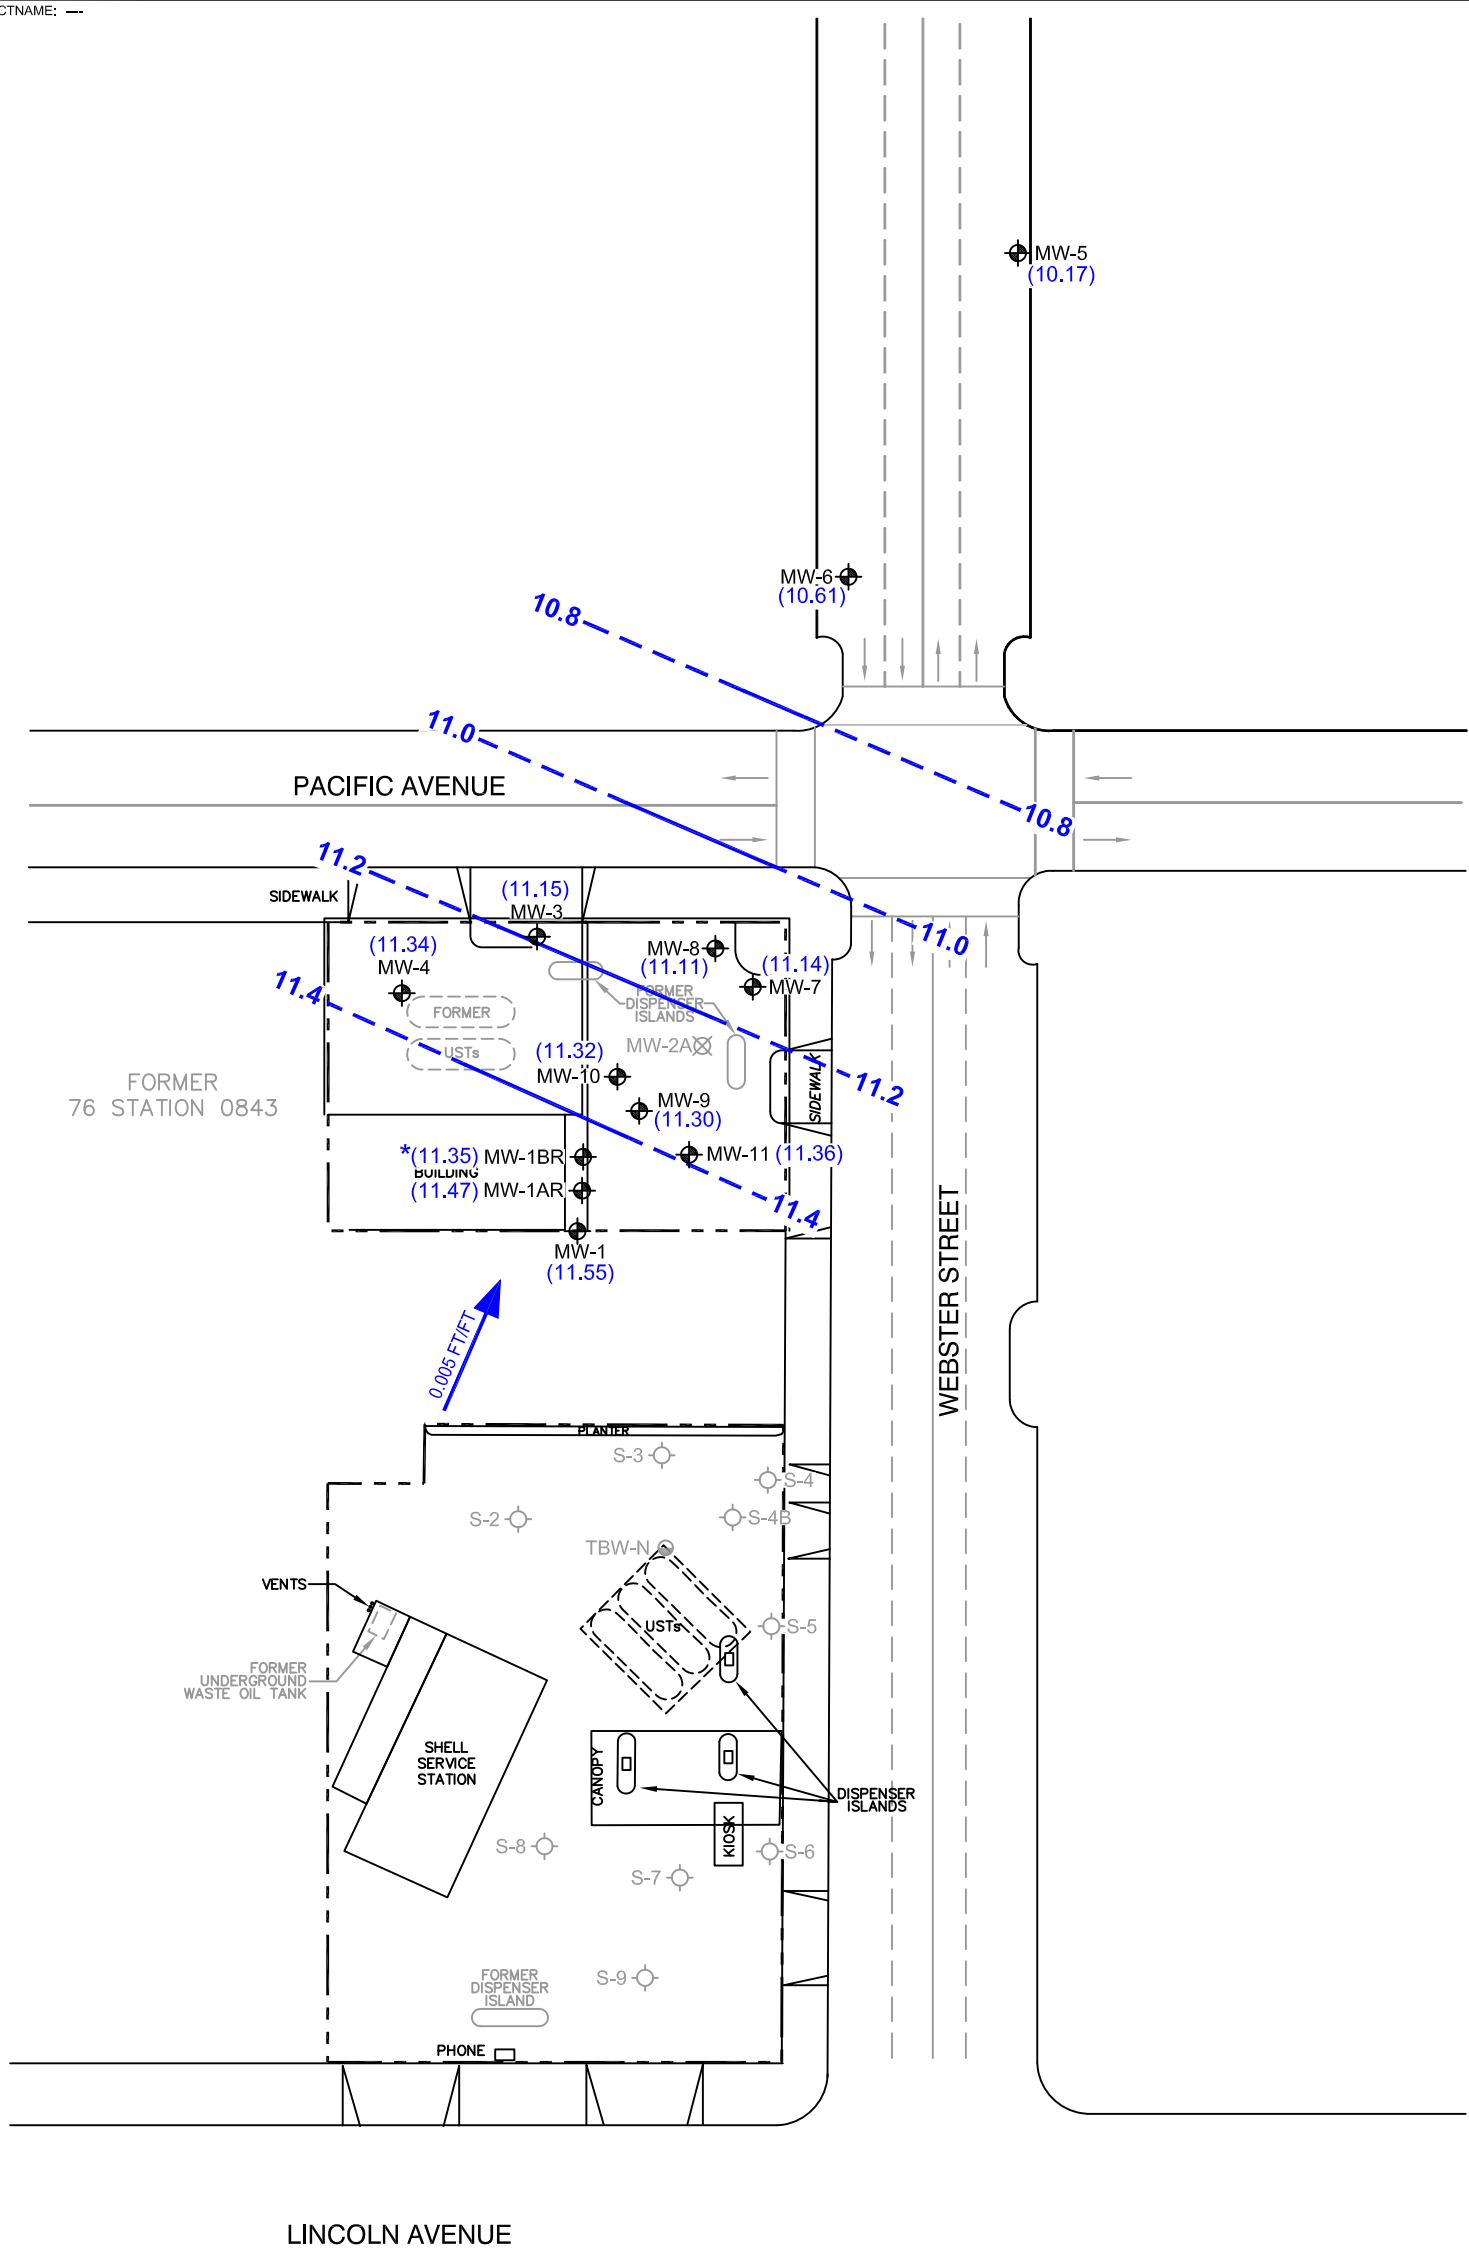 CTNAME: ---
MW-5
(10.17)
MW-6
(10.61)
10.8
11.0
PACIFIC AVENUE
10.8
11.2
SIDEWALK
(11.15)
MW-3
11.0
(11.34)
MW-4
MW-8
(11.11)
(11.14)
MW-7
11.4
FORMER
DISPENSER
ISLANDS
FORMER
USTs
MW-2A
(11.32)
MW-10
SIDEWALK
11.2
FORMER
76 STATION 0843
MW-9
(11.30)
*(11.35) MW-1BR
MW-11 (11.36)
BUILDING
(11.47) MW-1AR
11.4
MW-1
(11.55)
WEBSTER STREET
0.005 FT/FT
PLANTER
S-3
S-4
S-2
S-4B
TBW-N
VENTS
USTs
S-5
FORMER
UNDERGROUND
WASTE OIL TANK
SHELL
SERVICE
STATION
CANOPY
DISPENSER
ISLANDS
KIOSK
S-8
S-6
S-7
FORMER
DISPENSER
ISLAND
S-9
PHONE
LINCOLN AVENUE